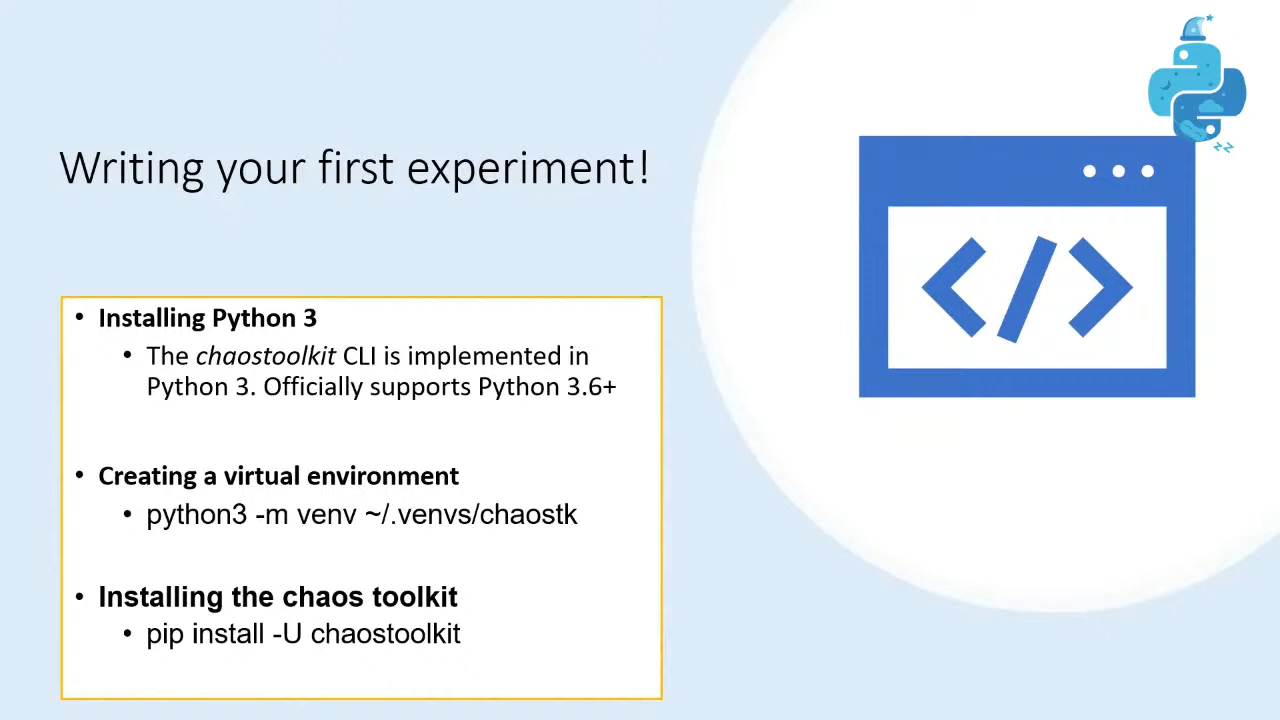 Writing your first experiment!
• Installing Python 3
• The chaostoolkit CLI is implemented in
Python 3. Officially supports Python 3.6+
• Creating a virtual environment
• python3 -m venv ~/.venvs/chaostk
• Installing the chaos toolkit
• pip install -U chaostoolkit
<//>
zz